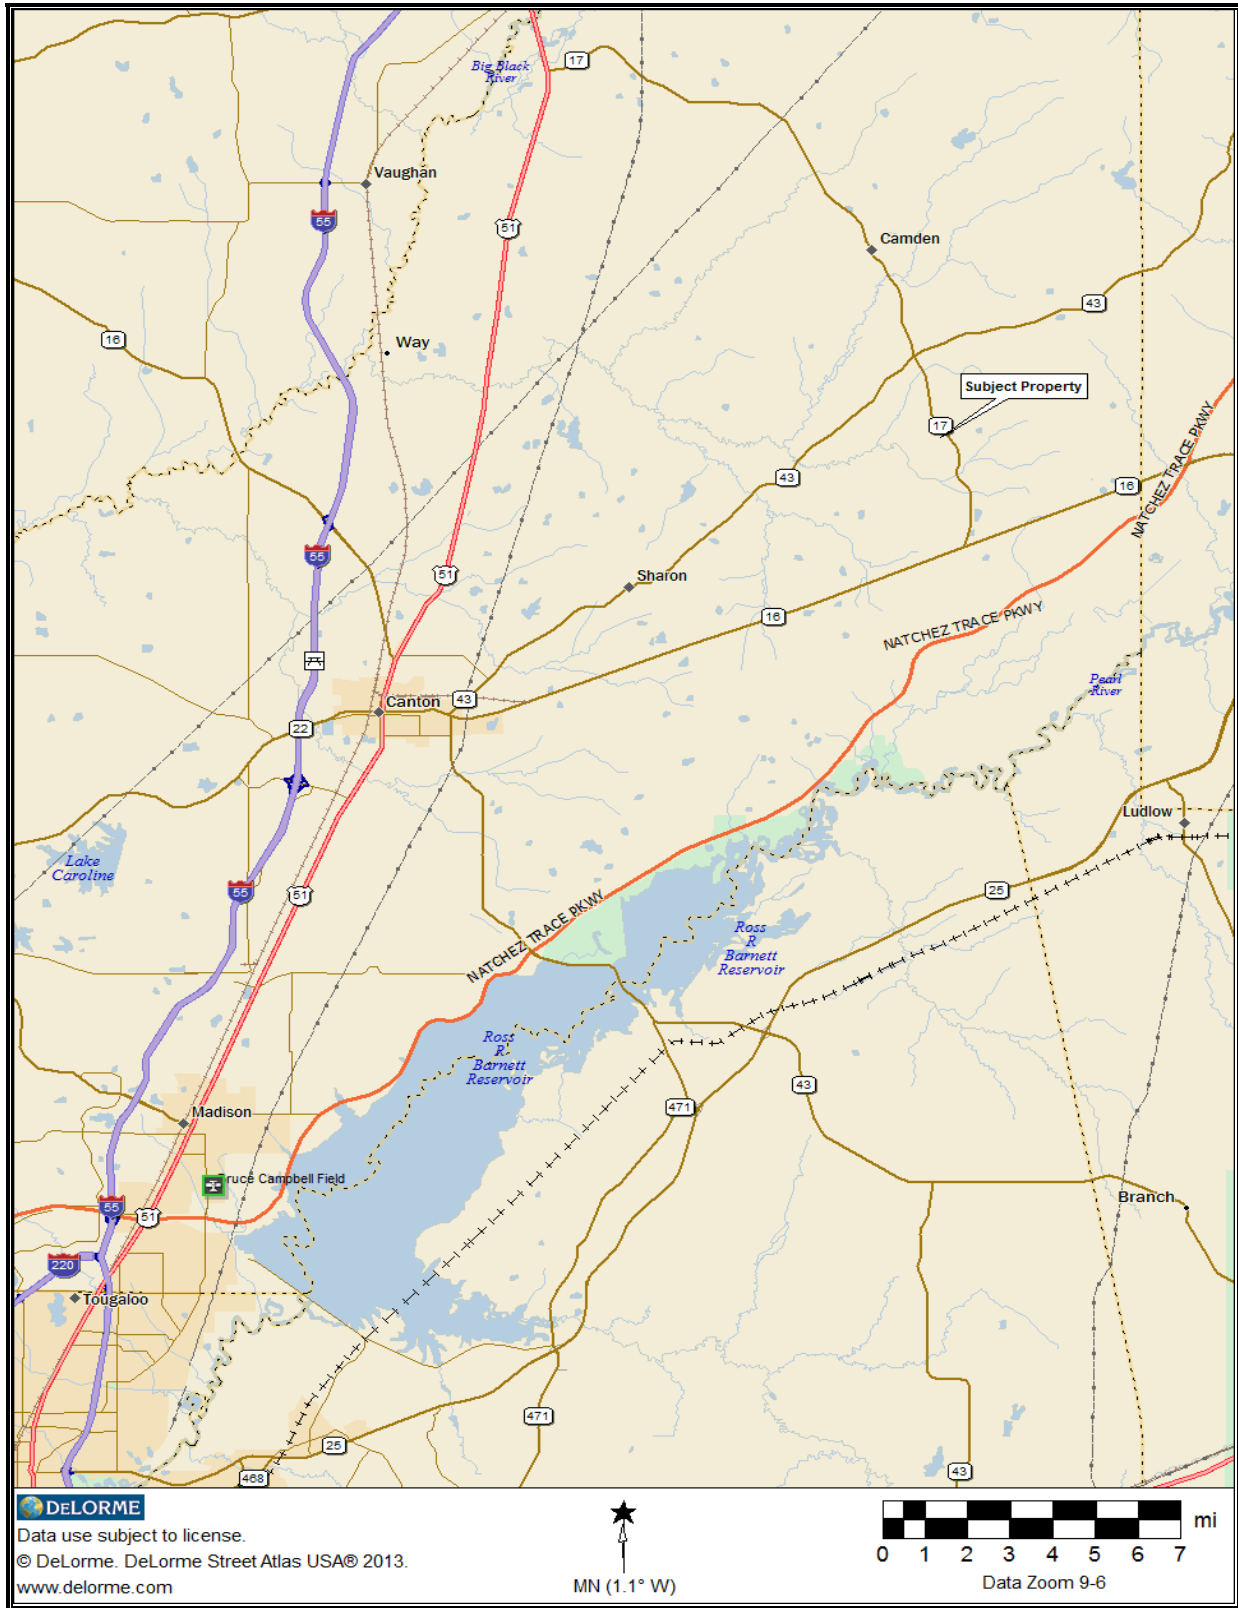 Big Black
River
17
Vaughan
55
51
Camden
43
16
Way
Subject Property
17
NATCHEZ TRACE PKWY
43
16
55
51
Sharon
16
NATCHEZ TRACE PKWY
Pearl
River
Canton
43
22
Ludlow
Lake
Caroline
55
51
25
NATCHEZ TRACE PKWY
Ross
R
Barnett
Reservoir
Ross
R
Barnett
Reservoir
43
Madison
471
Bruce Campbell Field
Branch
55
51
220
Tougaloo
471
25
468
43
DELORME
Data use subject to license.
© DeLorme. DeLorme Street Atlas USA® 2013.
www.delorme.com
MN (1.1° W)
mi
0 1 2 3 4 5 6 7
Data Zoom 9-6